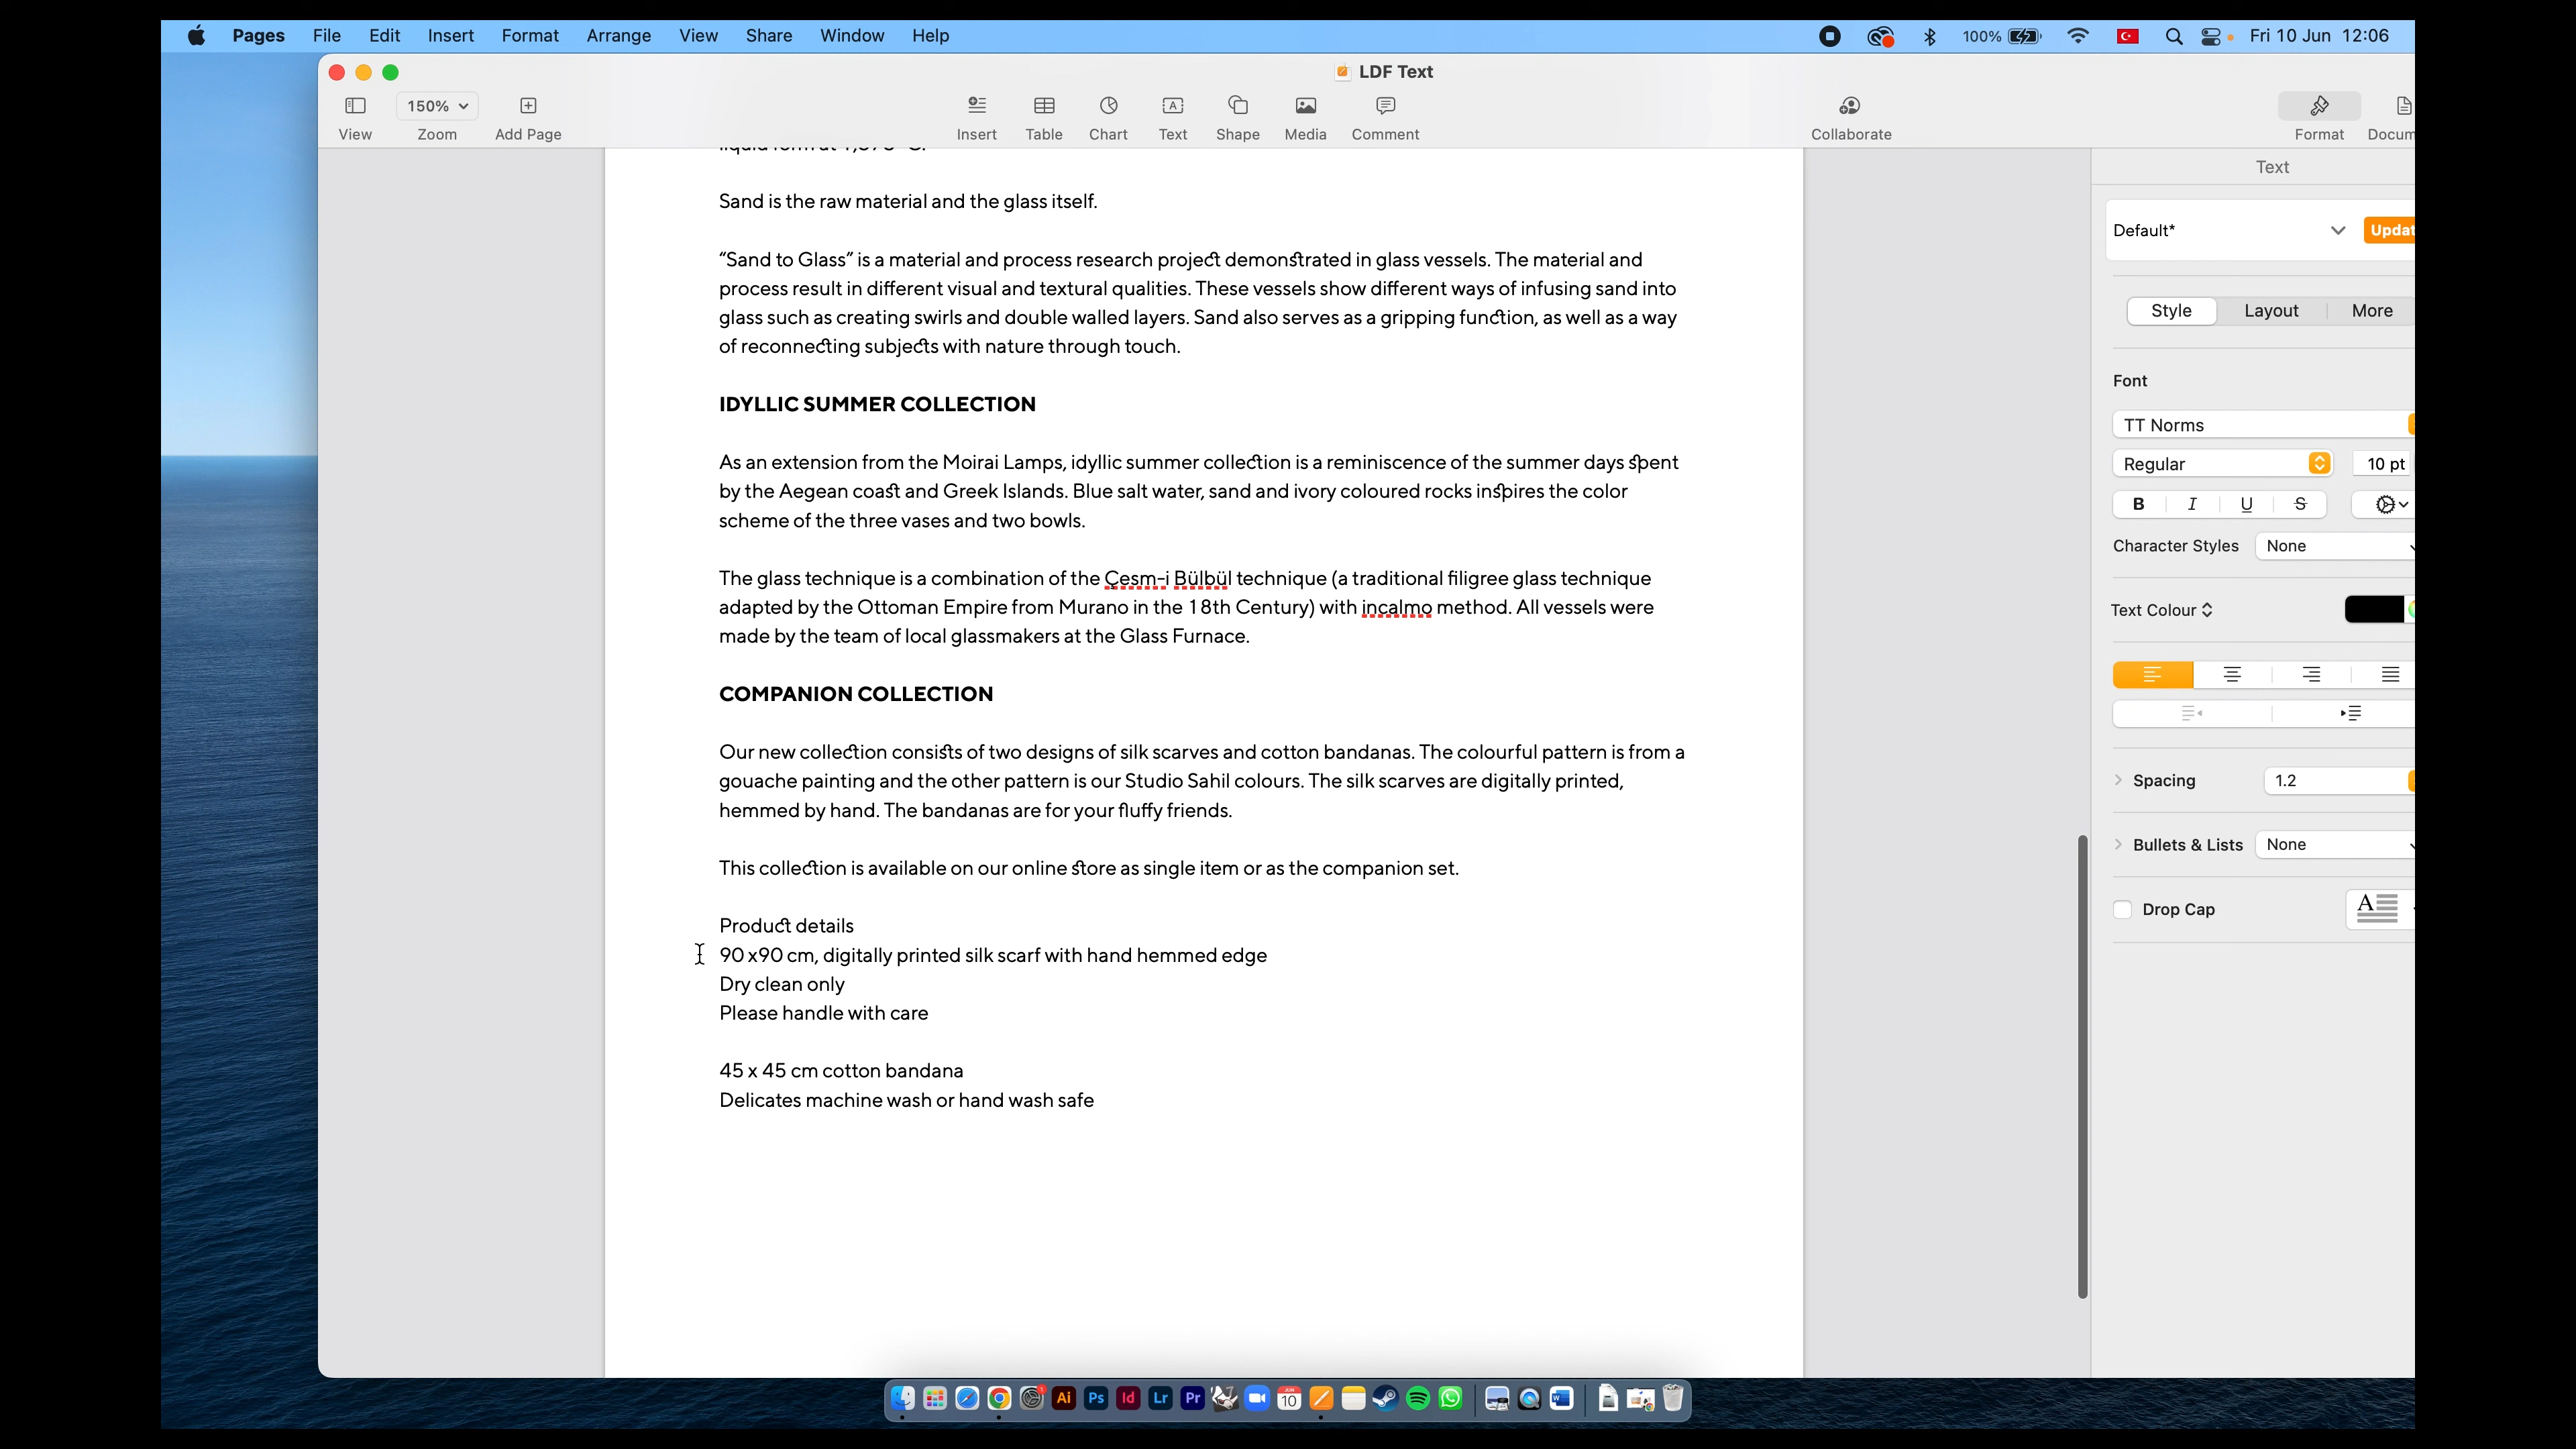 Pages File Edit Insert Format Arrange View Share Window Help 100% Fri 10 Jun 12:06
LDF Text
150%
View Zoom Add Page Insert Table Chart Text Shape Media Comment Collaborate Format
Text
Sand is the raw material and the glass itself.
Default*
“Sand to Glass” is a material and process research project demonstrated in glass vessels. The material and
process result in different visual and textural qualities. These vessels show different ways of infusing sand into
glass such as creating swirls and double walled layers. Sand also serves as a gripping function, as well as a way
of reconnecting subjects with nature through touch.
Style Layout More
Font
IDYLLIC SUMMER COLLECTION
TT Norms
As an extension from the Moirai Lamps, idyllic summer collection is a reminiscence of the summer days spent
by the Aegean coast and Greek Islands. Blue salt water, sand and ivory coloured rocks inspires the color
scheme of the three vases and two bowls.
Regular 10 pt
B I U S
Character Styles None
The glass technique is a combination of the Çesm-i Bülbül technique (a traditional filigree glass technique
adapted by the Ottoman Empire from Murano in the 18th Century) with incalmo method. All vessels were
made by the team of local glassmakers at the Glass Furnace.
Text Colour
COMPANION COLLECTION
Our new collection consists of two designs of silk scarves and cotton bandanas. The colourful pattern is from a
gouache painting and the other pattern is our Studio Sahil colours. The silk scarves are digitally printed,
hemmed by hand. The bandanas are for your fluffy friends.
Spacing 1.2
Bullets & Lists None
This collection is available on our online store as single item or as the companion set.
Drop Cap
Product details
90 x90 cm, digitally printed silk scarf with hand hemmed edge
Dry clean only
Please handle with care
45 x 45 cm cotton bandana
Delicates machine wash or hand wash safe
Ai Ps Id Lr Pr 10